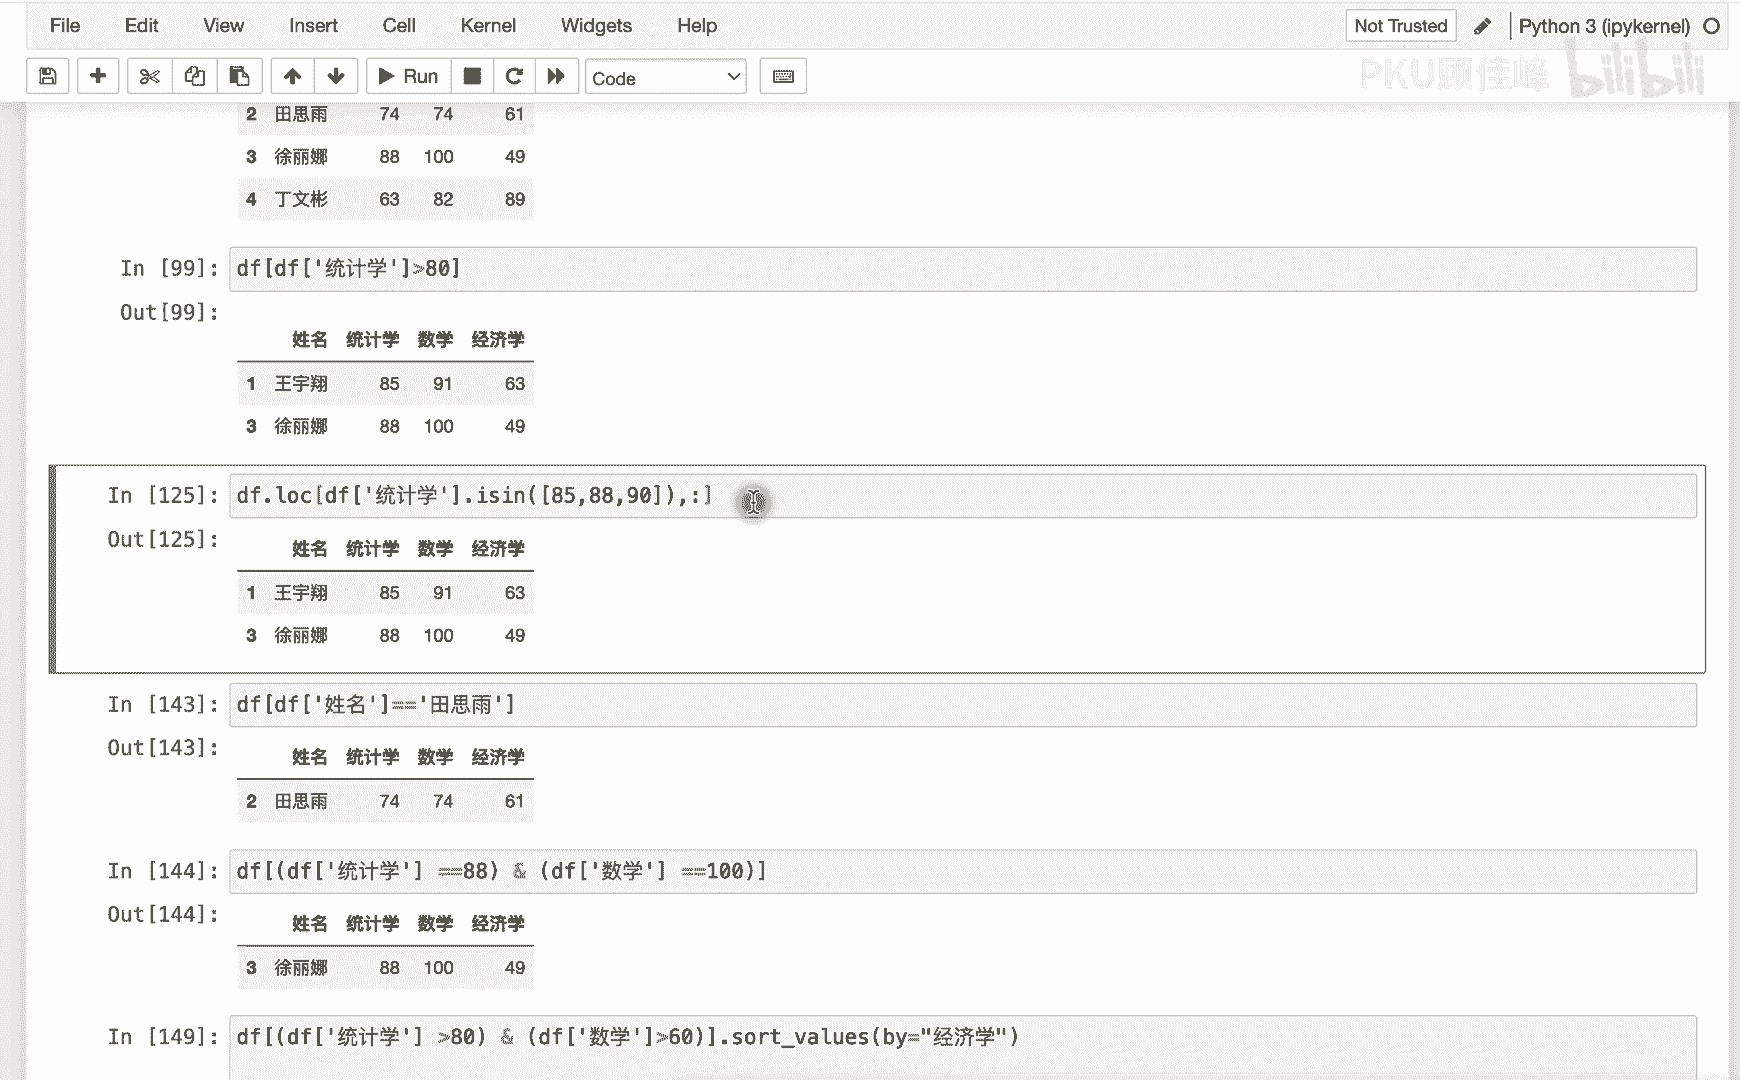 File Edit View Insert Cell Kernel Widgets Help Not Trusted Python 3 (ipykernel)
Run Code PKU顾佳峰 bilibili
2 田思雨 74 74 61
3 徐丽娜 88 100 49
4 丁文彬 63 82 89
In [99]: df[df['统计学']>80]
Out[99]:
姓名 统计学 数学 经济学
1 王宇翔 85 91 63
3 徐丽娜 88 100 49
In [125]: df.loc[df['统计学'].isin([85,88,90]),:]
Out[125]:
姓名 统计学 数学 经济学
1 王宇翔 85 91 63
3 徐丽娜 88 100 49
In [143]: df[df['姓名']=='田思雨']
Out[143]:
姓名 统计学 数学 经济学
2 田思雨 74 74 61
In [144]: df[(df['统计学'] ==88) & (df['数学'] ==100)]
Out[144]:
姓名 统计学 数学 经济学
3 徐丽娜 88 100 49
In [149]: df[(df['统计学'] >80) & (df['数学']>60)].sort_values(by="经济学")